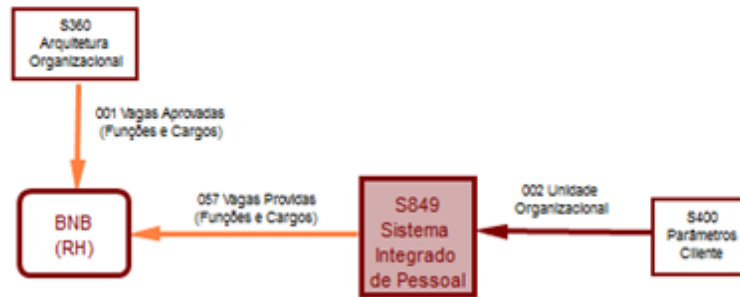 S360
Arquitetura
Organizacional
001 Vagas Aprovadas
(Funções e Cargos)
BNB
(RH)
057 Vagas Providas
(Funções e Cargos)
S849
Sistema
Integrado
de Pessoal
002 Unidade
Organizacional
S400
Parâmetros
Cliente